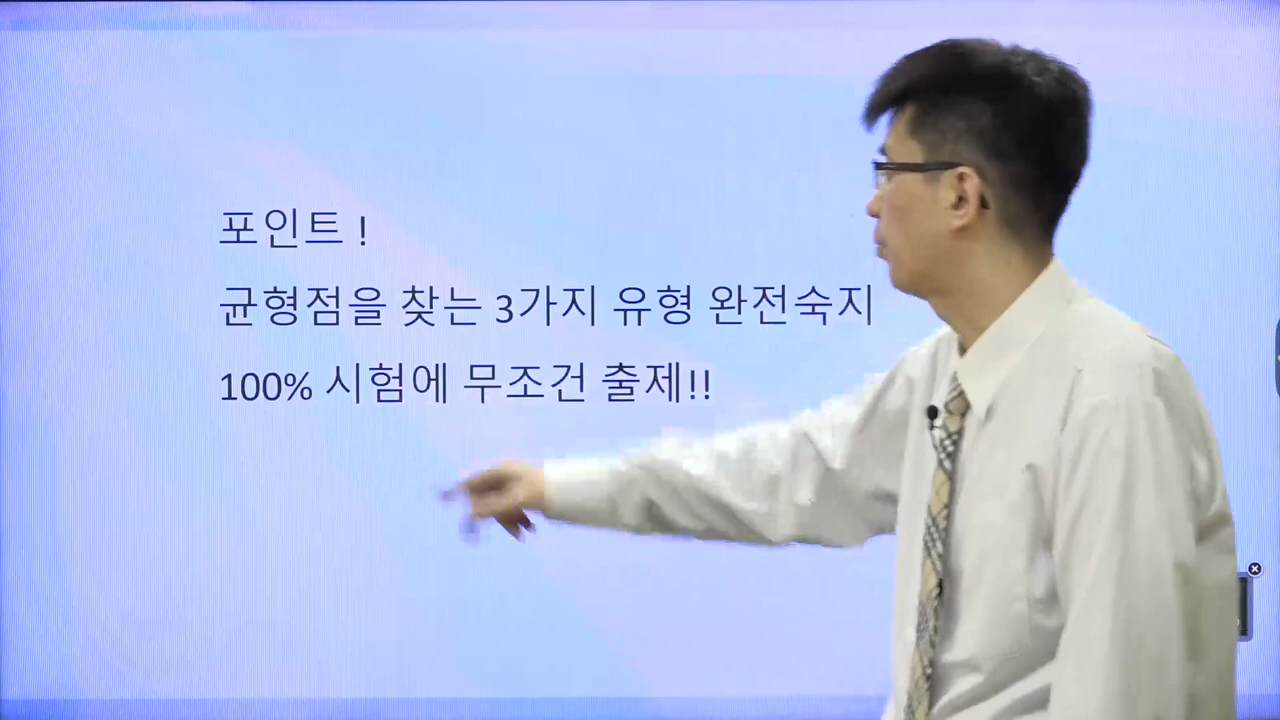 포인트 !
균형점을 찾는 3가지 유형 완전숙지
100% 시험에 무조건 출제!!